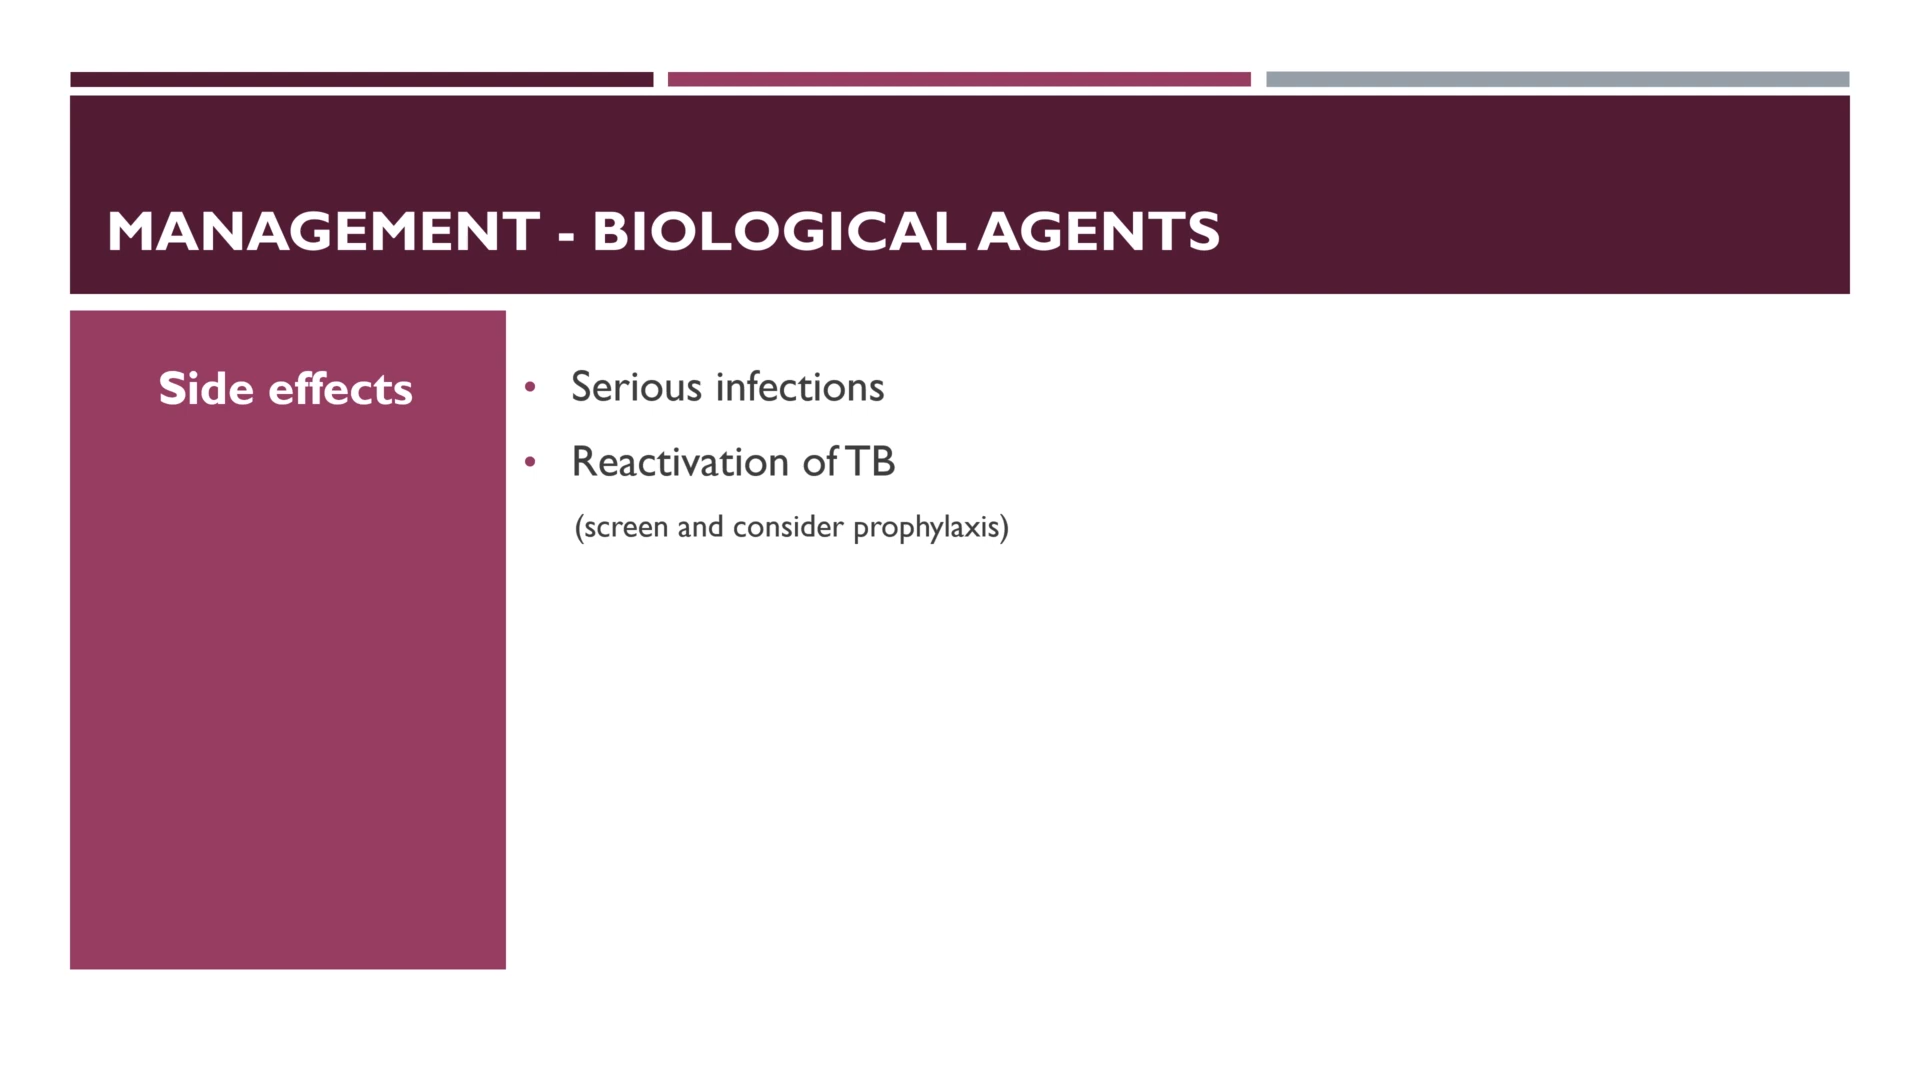 MANAGEMENT - BIOLOGICAL AGENTS
Side effects
• Serious infections
• Reactivation of TB
(screen and consider prophylaxis)